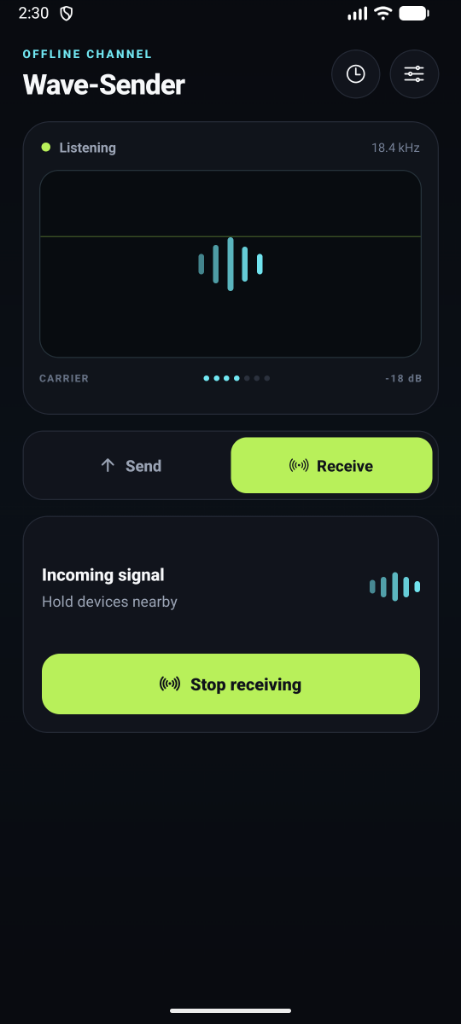 2:30
OFFLINE CHANNEL
Wave-Sender
Listening
18.4 kHz
CARRIER
-18 dB
Send
Receive
Incoming signal
Hold devices nearby
Stop receiving